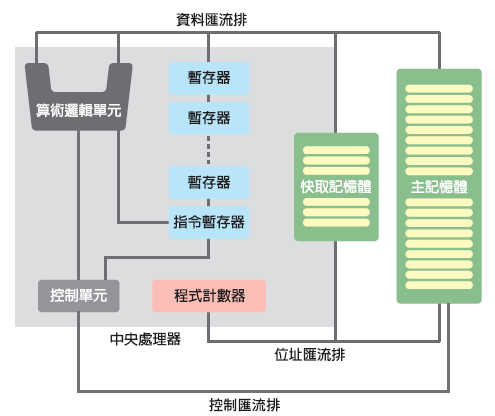 資料匯流排
暫存器
算術邏輯單元
暫存器
暫存器
快取記憶體
主記憶體
指令暫存器
控制單元
程式計數器
中央處理器
位址匯流排
控制匯流排